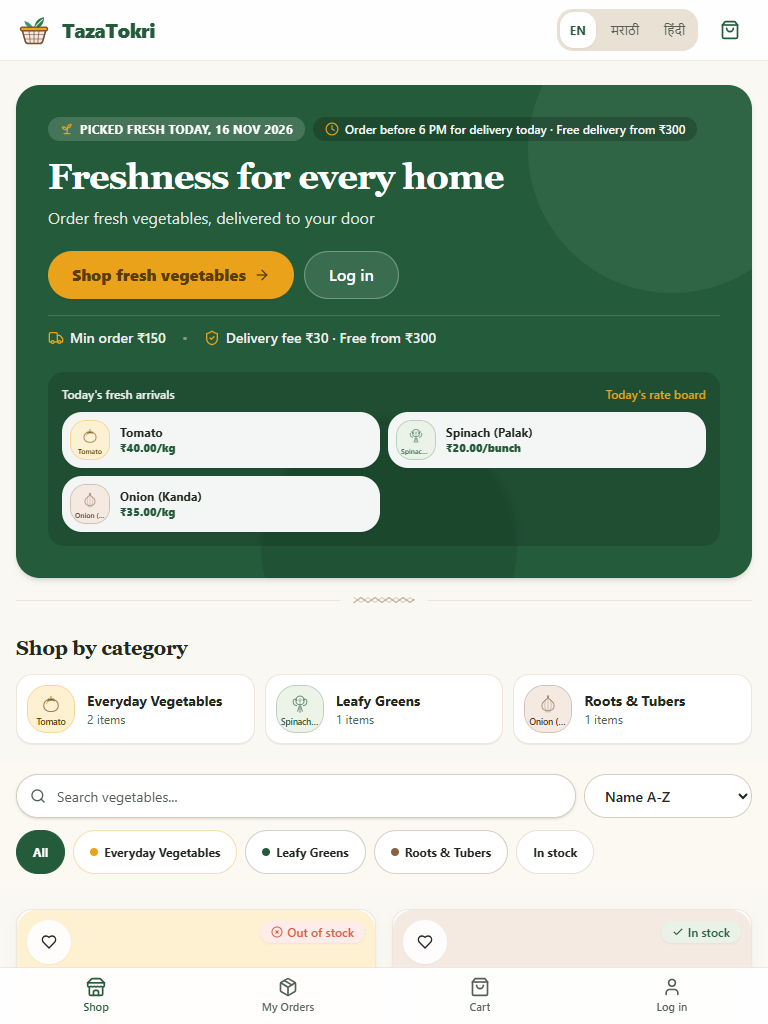 TazaTokri
EN
मराठी
हिंदी
PICKED FRESH TODAY, 16 NOV 2026
Order before 6 PM for delivery today · Free delivery from ₹300
Freshness for every home
Order fresh vegetables, delivered to your door
Shop fresh vegetables →
Log in
Min order ₹150 • Delivery fee ₹30 · Free from ₹300
Today's fresh arrivals
Today's rate board
Tomato
Tomato
₹40.00/kg
Spinac...
Spinach (Palak)
₹20.00/bunch
Onion (...
Onion (Kanda)
₹35.00/kg
Shop by category
Tomato
Everyday Vegetables
2 items
Spinach...
Leafy Greens
1 items
Onion (...
Roots & Tubers
1 items
Search vegetables...
Name A-Z
All
Everyday Vegetables
Leafy Greens
Roots & Tubers
In stock
Out of stock
In stock
Shop
My Orders
Cart
Log in